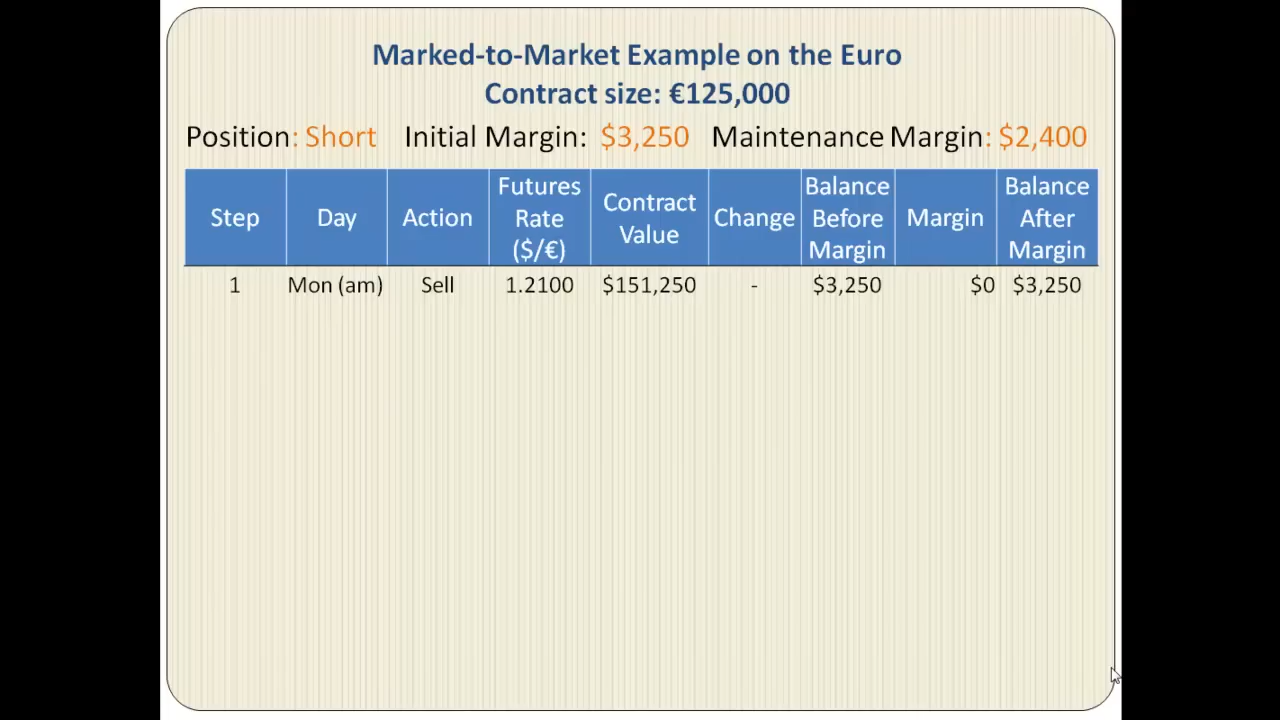 Marked-to-Market Example on the Euro
Contract size: €125,000
Position: Short Initial Margin: $3,250 Maintenance Margin: $2,400
Step Day Action Futures Rate ($/€) Contract Value Change Balance Before Margin Margin Balance After Margin
1 Mon (am) Sell 1.2100 $151,250 - $3,250 $0 $3,250